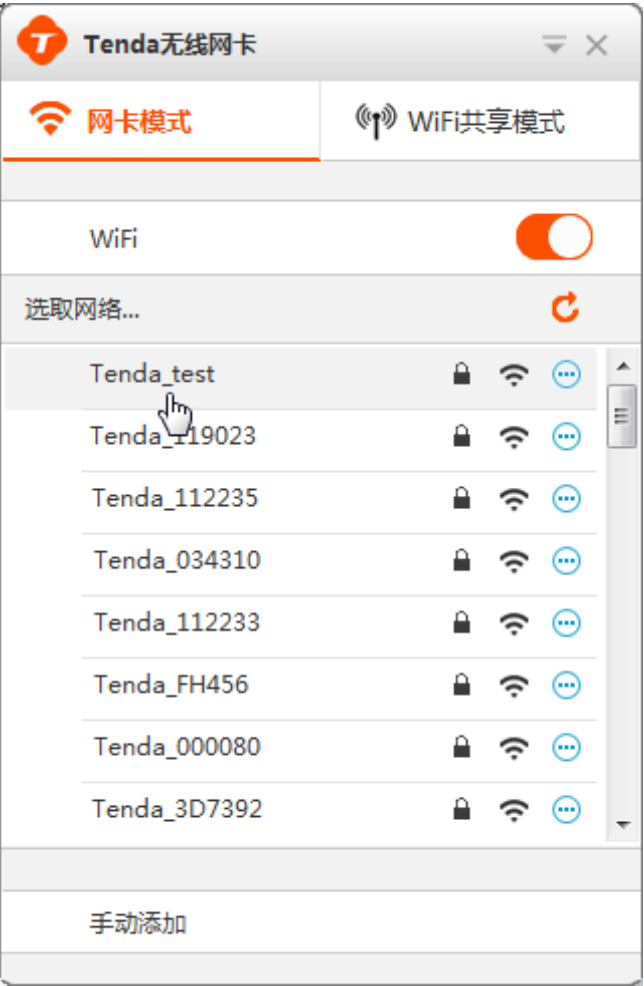 Tenda无线网卡
网卡模式
WiFi共享模式
WiFi
选取网络...
Tenda_test
Tenda_119023
Tenda_112235
Tenda_034310
Tenda_112233
Tenda_FH456
Tenda_000080
Tenda_3D7392
手动添加